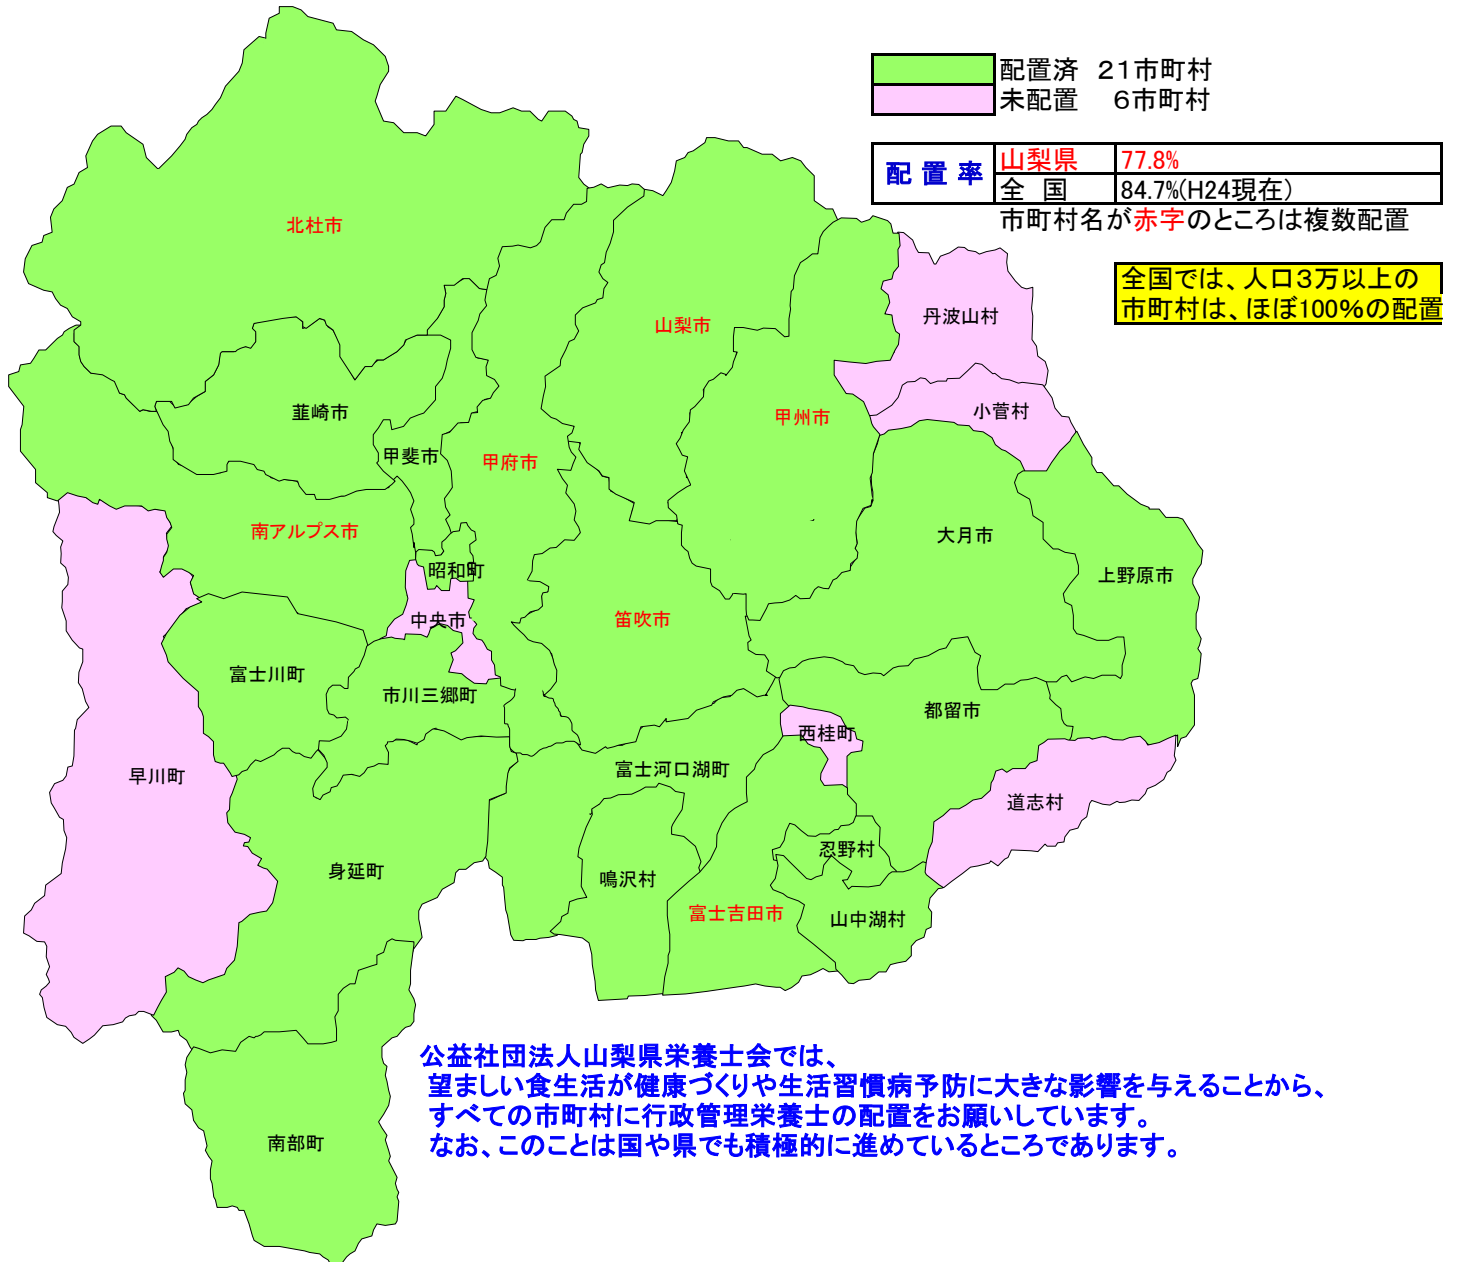 配置済 21市町村
未配置 6市町村
配置率
山梨県 77.8%
全国 84.7%(H24現在)
市町村名が赤字のところは複数配置
全国では、人口3万以上の
市町村は、ほぼ100%の配置
北杜市
山梨市
丹波山村
韮崎市
小菅村
甲州市
甲斐市
甲府市
南アルプス市
大月市
昭和町
上野原市
中央市
笛吹市
富士川町
市川三郷町
都留市
西桂町
早川町
富士河口湖町
道志村
忍野村
身延町
鳴沢村
富士吉田市
山中湖村
南部町
公益社団法人山梨県栄養士会では、
望ましい食生活が健康づくりや生活習慣病予防に大きな影響を与えることから、
すべての市町村に行政管理栄養士の配置をお願いしています。
なお、このことは国や県でも積極的に進めているところであります。